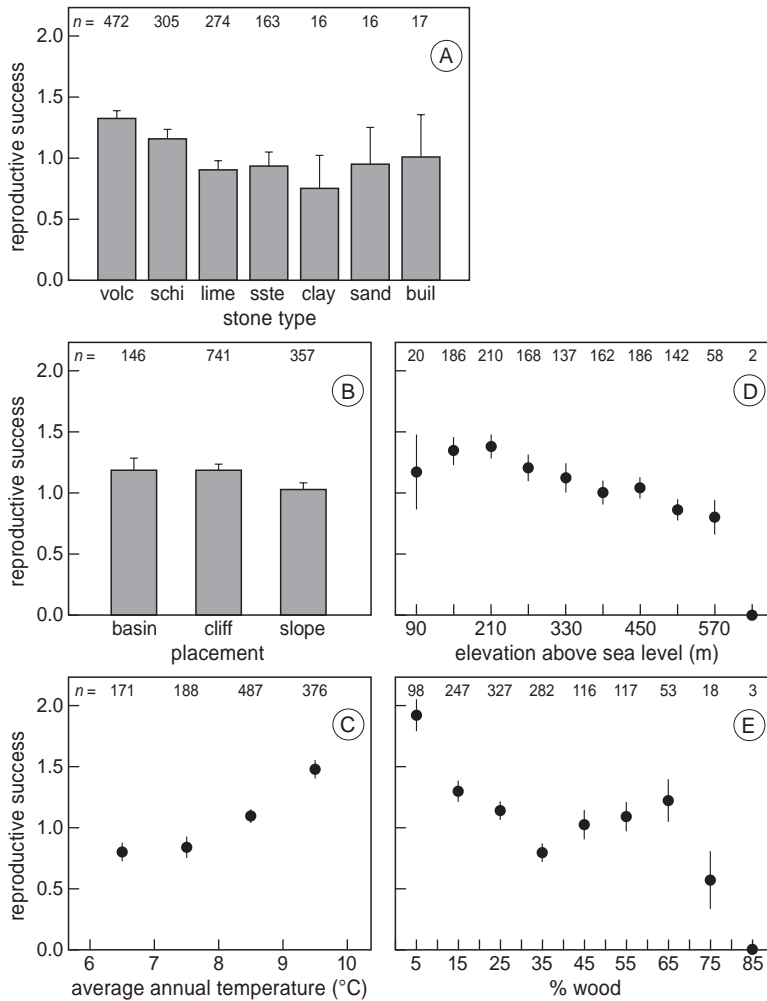 n = 472 305 274 163 16 16 17
2.0
A
1.5
1.0
0.5
0.0
reproductive success
volc schi lime sste clay sand buil
stone type
n = 146 741 357
2.0
B
1.5
1.0
0.5
0.0
reproductive success
basin cliff slope
placement
20 186 210 168 137 162 186 142 58 2
D
90 210 330 450 570
elevation above sea level (m)
n = 171 188 487 376
2.0
C
1.5
1.0
0.5
0.0
reproductive success
6 7 8 9 10
average annual temperature (°C)
98 247 327 282 116 117 53 18 3
E
5 15 25 35 45 55 65 75 85
% wood